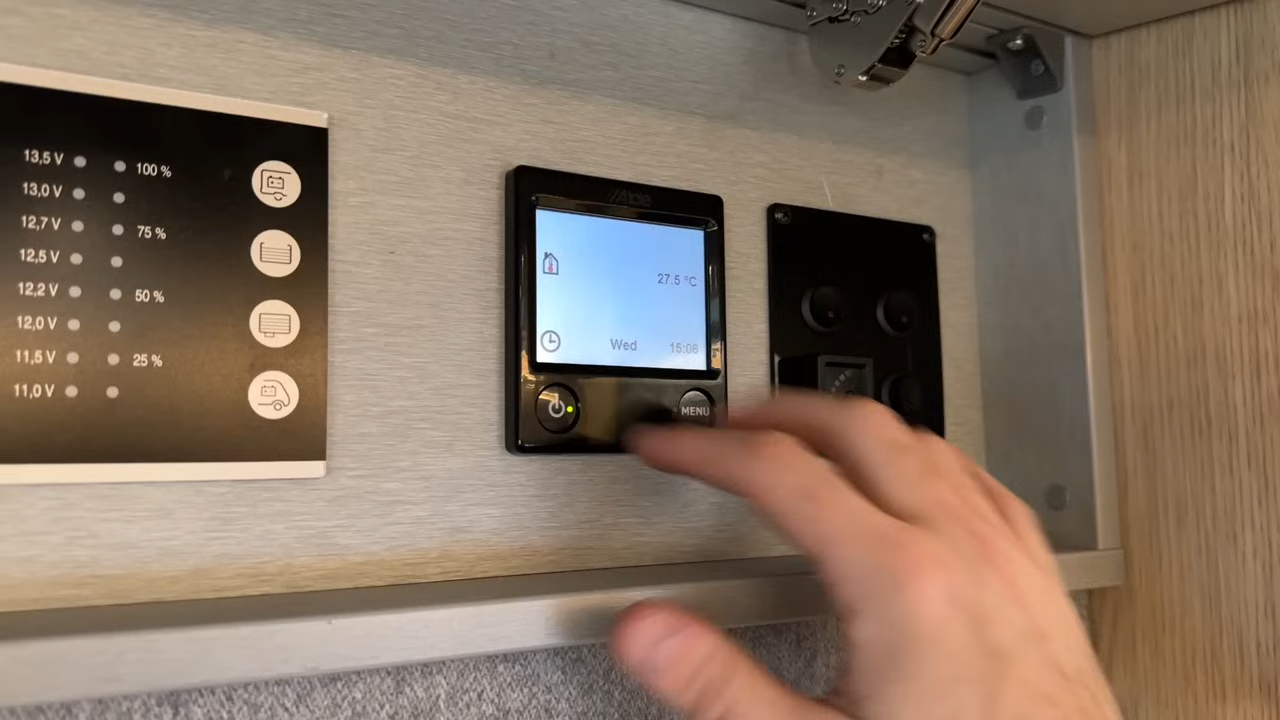 13,5 V 100 %
13,0 V
12,7 V 75 %
12,5 V
12,2 V 50 %
12,0 V
11,5 V 25 %
11,0 V
Alde
27.5 °C
Wed 15:06
MENU